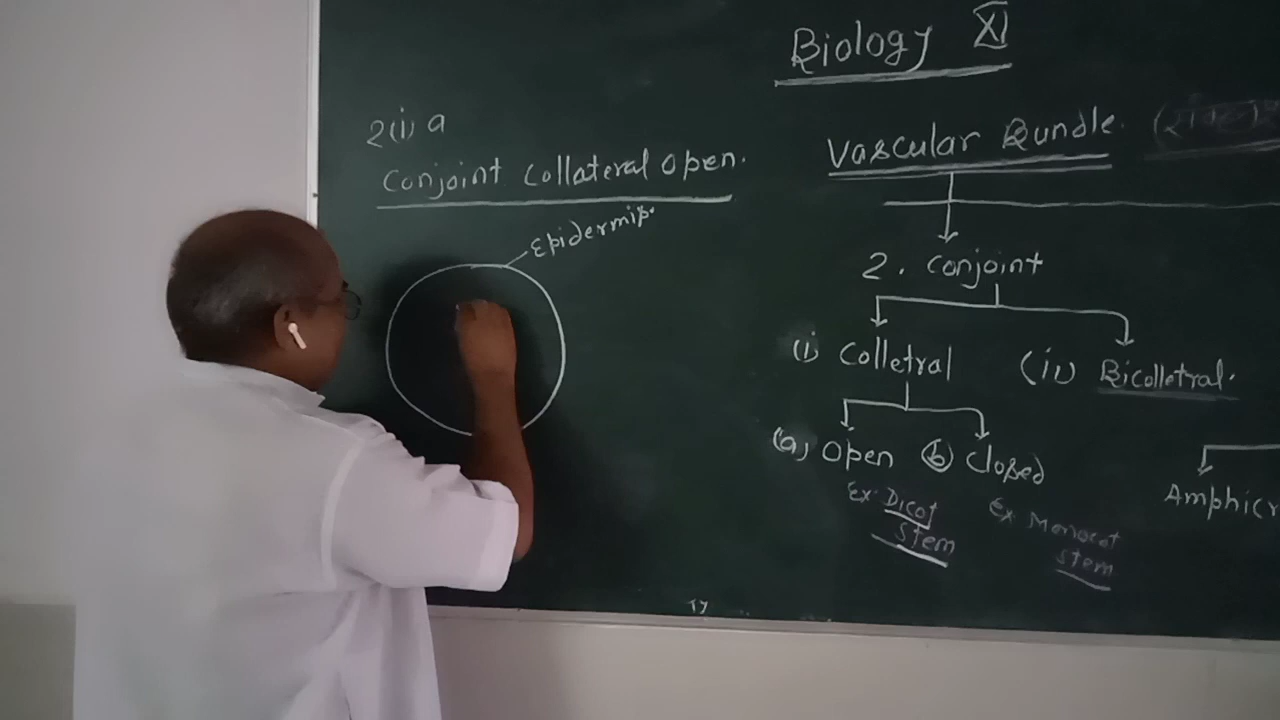 Biology XI
2(i) a
Conjoint Collateral Open.
Epidermis.
Vascular Bundle.
2. Conjoint
(i) Colletral
(ii) Bicolletral.
(a) Open
(b) Closed
Ex. Dicot
Stem
Ex Monocot
Stem
Amphicr